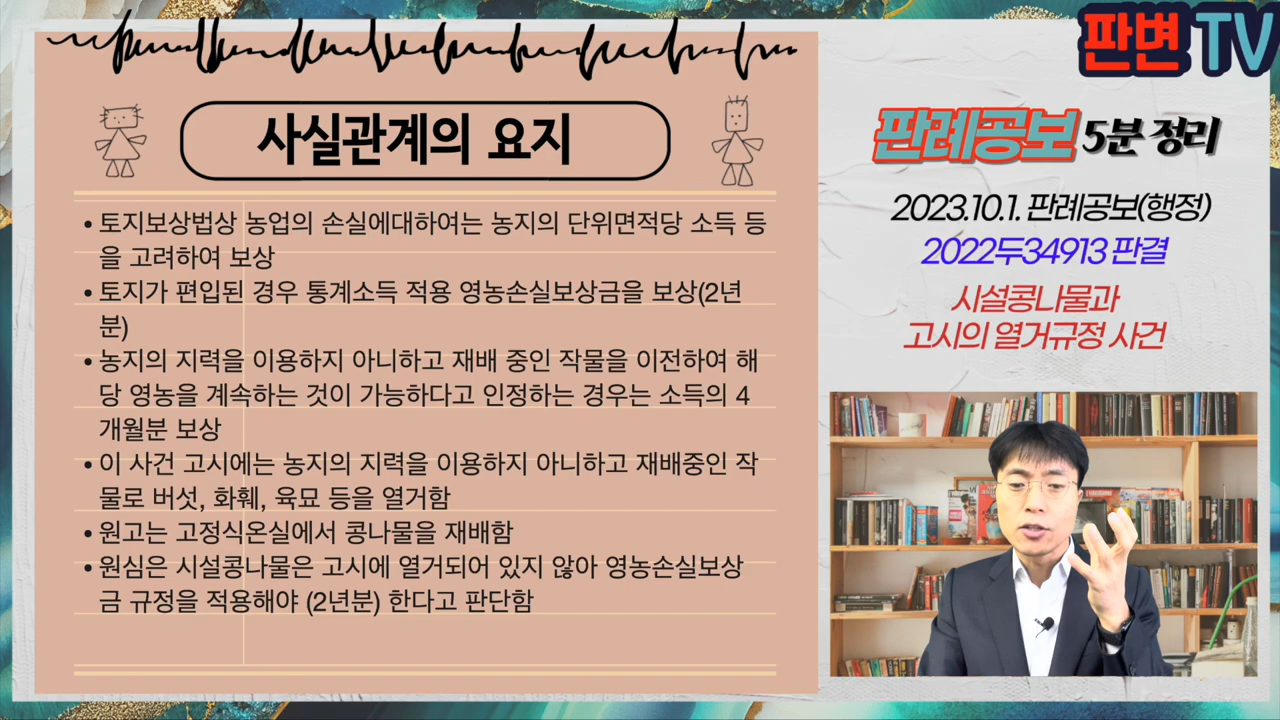 판변 TV
사실관계의 요지
• 토지보상법상 농업의 손실에대하여는 농지의 단위면적당 소득 등
을 고려하여 보상
• 토지가 편입된 경우 통계소득 적용 영농손실보상금을 보상(2년
분)
• 농지의 지력을 이용하지 아니하고 재배 중인 작물을 이전하여 해
당 영농을 계속하는 것이 가능하다고 인정하는 경우는 소득의 4
개월분 보상
• 이 사건 고시에는 농지의 지력을 이용하지 아니하고 재배중인 작
물로 버섯, 화훼, 육묘 등을 열거함
• 원고는 고정식온실에서 콩나물을 재배함
• 원심은 시설콩나물은 고시에 열거되어 있지 않아 영농손실보상
금 규정을 적용해야 (2년분) 한다고 판단함
판례공보 5분 정리
2023.10.1. 판례공보(행정)
2022두34913 판결
시설콩나물과
고시의 열거규정 사건